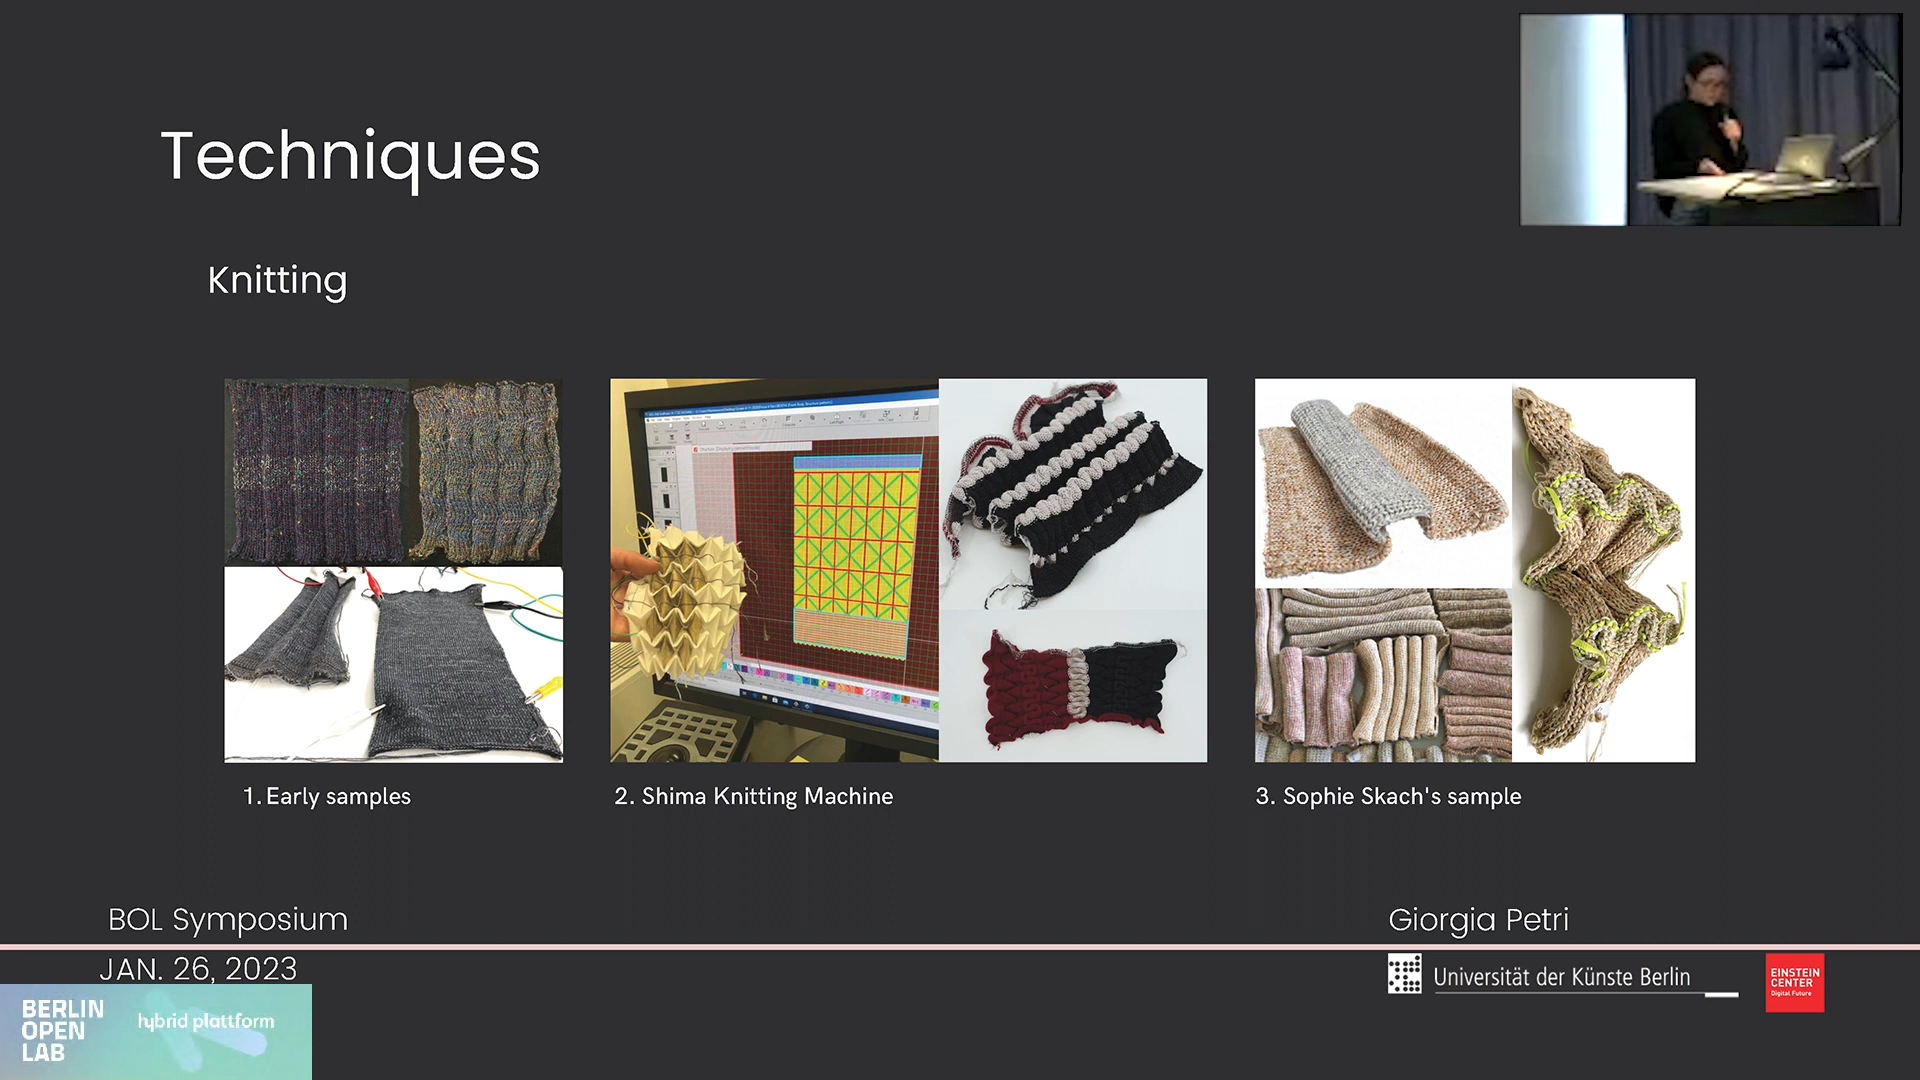 Techniques
Knitting
1. Early samples
2. Shima Knitting Machine
3. Sophie Skach's sample
BOL Symposium
Giorgia Petri
JAN. 26, 2023
Universität der Künste Berlin
EINSTEIN
CENTER
Digital Future
BERLIN
OPEN
LAB
hybrid plattform